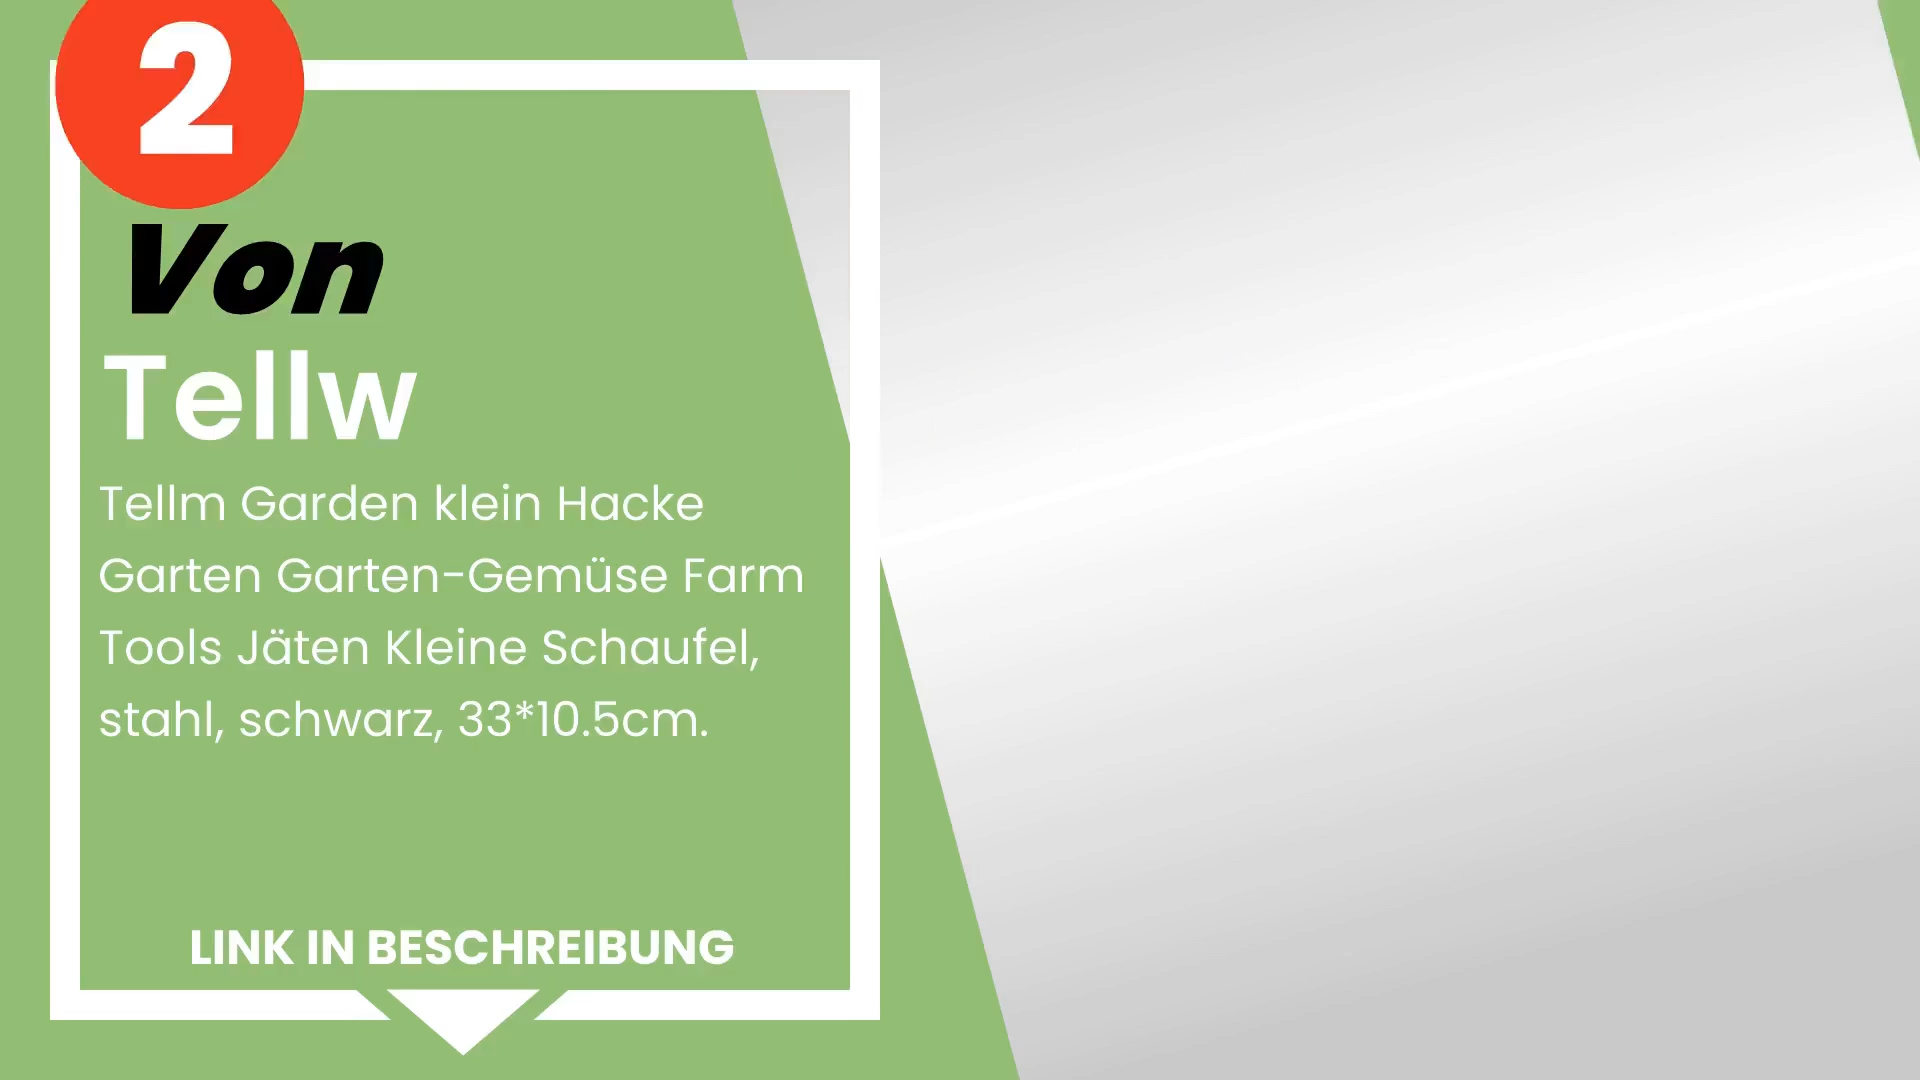 2
Von
Tellw
Tellm Garden klein Hacke
Garten Garten-Gemüse Farm
Tools Jäten Kleine Schaufel,
stahl, schwarz, 33*10.5cm.
LINK IN BESCHREIBUNG